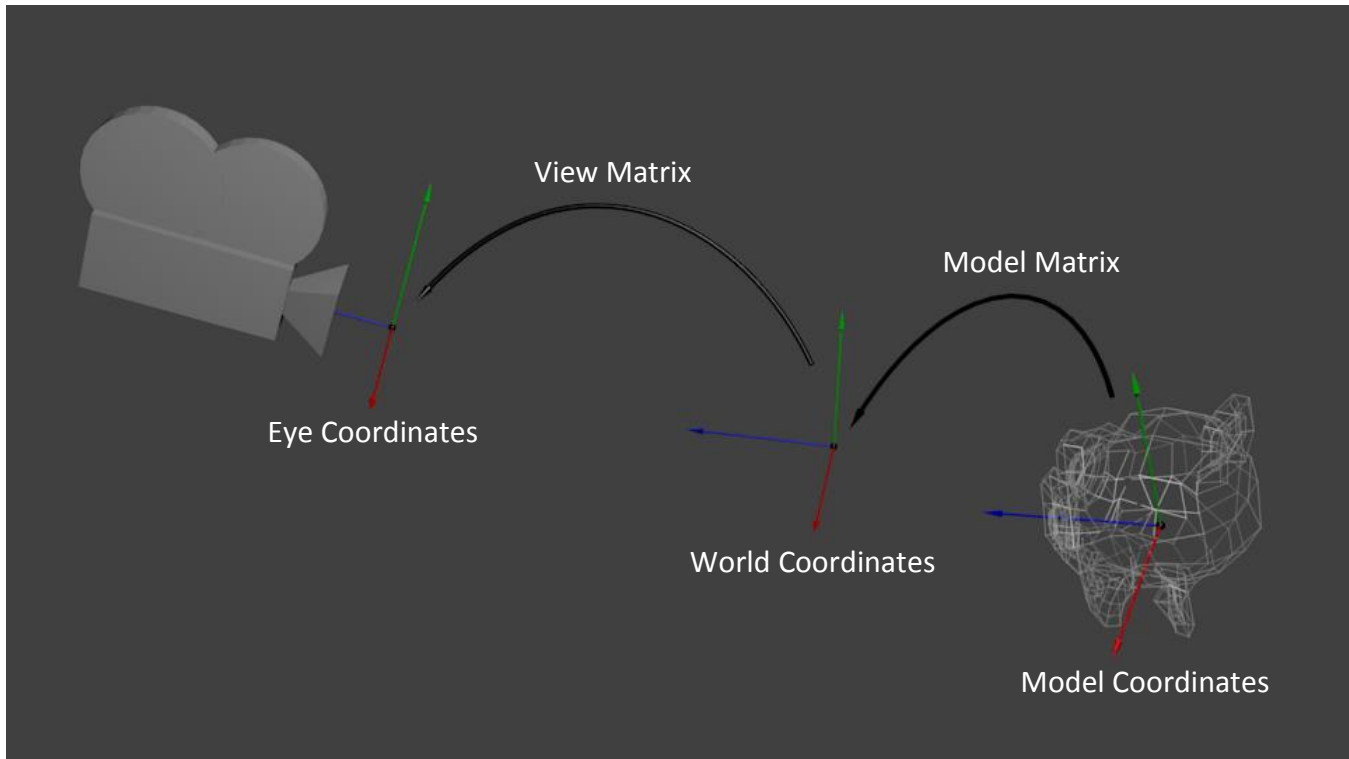 View Matrix
Model Matrix
Eye Coordinates
World Coordinates
Model Coordinates